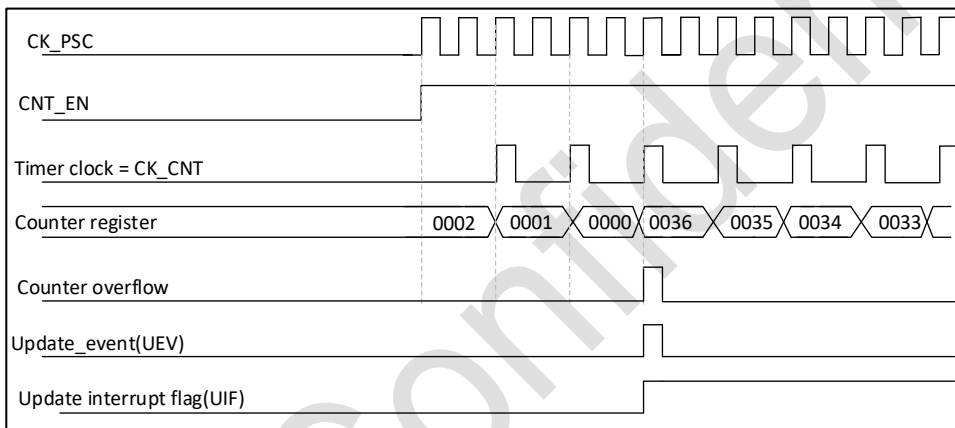 CK_PSC
CNT_EN
Timer clock = CK_CNT
Counter register 0002 0001 0000 0036 0035 0034 0033
Counter overflow
Update_event(UEV)
Update interrupt flag(UIF)
Confiden